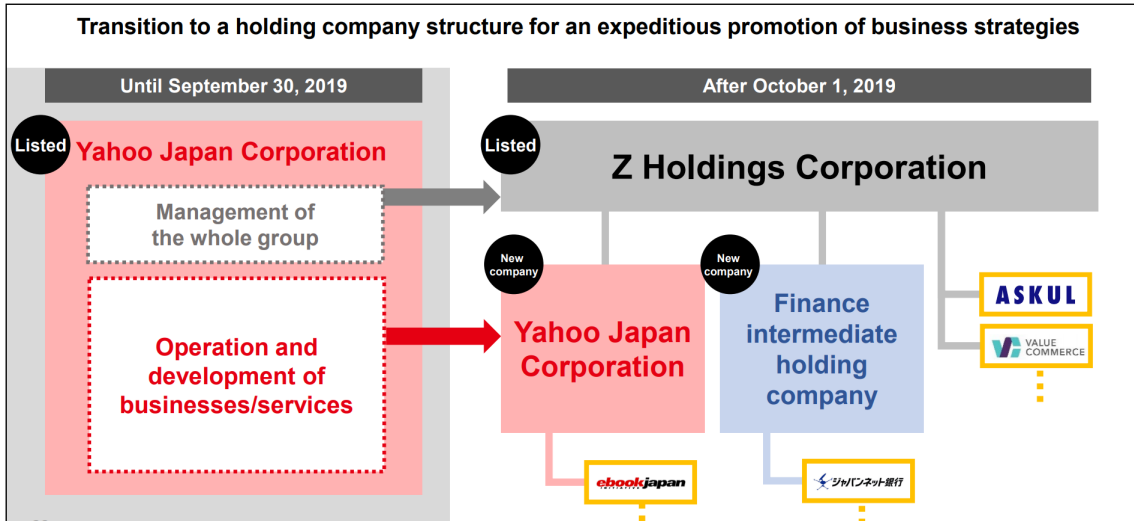 Transition to a holding company structure for an expeditious promotion of business strategies
Until September 30, 2019
After October 1, 2019
Listed
Yahoo Japan Corporation
Management of
the whole group
Operation and
development of
businesses/services
Listed
Z Holdings Corporation
New
company
Yahoo Japan
Corporation
New
company
Finance
intermediate
holding
company
ASKUL
VALUE
COMMERCE
ebookjapan
INITIATIVE
ジャパンネット銀行